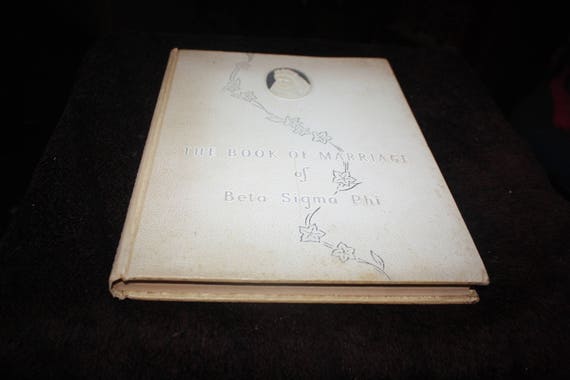 THE BOOK OF MARRIAGE
of
Beta Sigma Phi